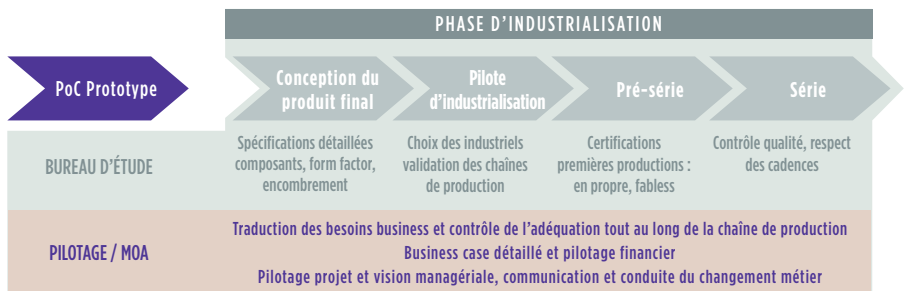 PHASE D'INDUSTRIALISATION
PoC Prototype
Conception du
produit final
Pilote
d'industrialisation
Pré-série
Série
BUREAU D'ÉTUDE
Spécifications détaillées
composants, form factor,
encombrement
Choix des industriels
validation des chaînes
de production
Certifications
premières productions :
en propre, fabless
Contrôle qualité, respect
des cadences
PILOTAGE / MOA
Traduction des besoins business et contrôle de l'adéquation tout au long de la chaîne de production
Business case détaillé et pilotage financier
Pilotage projet et vision managériale, communication et conduite du changement métier